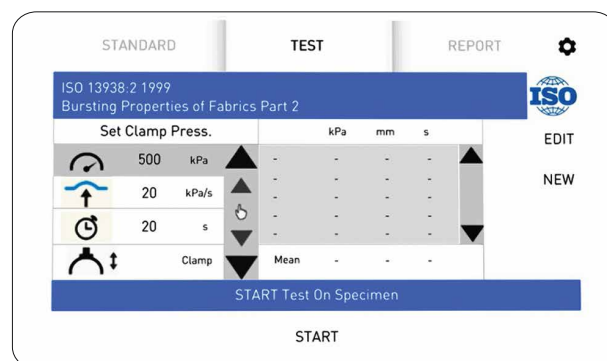 STANDARD TEST REPORT
ISO 13938:2 1999
Bursting Properties of Fabrics Part 2
ISO
Set Clamp Press. kPa mm s
EDIT
500 kPa - - - -
NEW
20 kPa/s - - - -
- - - -
20 s - - - -
- - - -
Clamp Mean - - -
START Test On Specimen
START